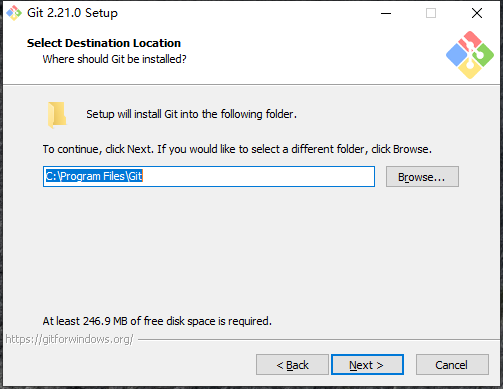 Git 2.21.0 Setup
Select Destination Location
Where should Git be installed?
Setup will install Git into the following folder.
To continue, click Next. If you would like to select a different folder, click Browse.
C:\Program Files\Git
Browse...
At least 246.9 MB of free disk space is required.
https://gitforwindows.org/
< Back
Next >
Cancel